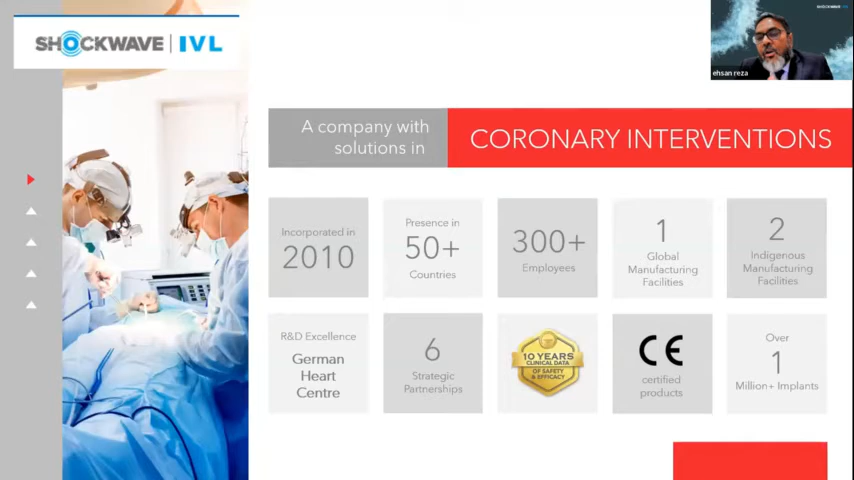 SHOCKWAVE | IVL
SHOCKWAVE IVL
ehsan reza
A company with
solutions in
CORONARY INTERVENTIONS
Incorporated in
2010
Presence in
50+
Countries
300+
Employees
1
Global
Manufacturing
Facilities
2
Indigenous
Manufacturing
Facilities
R&D Excellence
German
Heart
Centre
6
Strategic
Partnerships
10 YEARS
CLINICAL DATA
OF SAFETY
& EFFICACY
CE
certified
products
Over
1
Million+ Implants